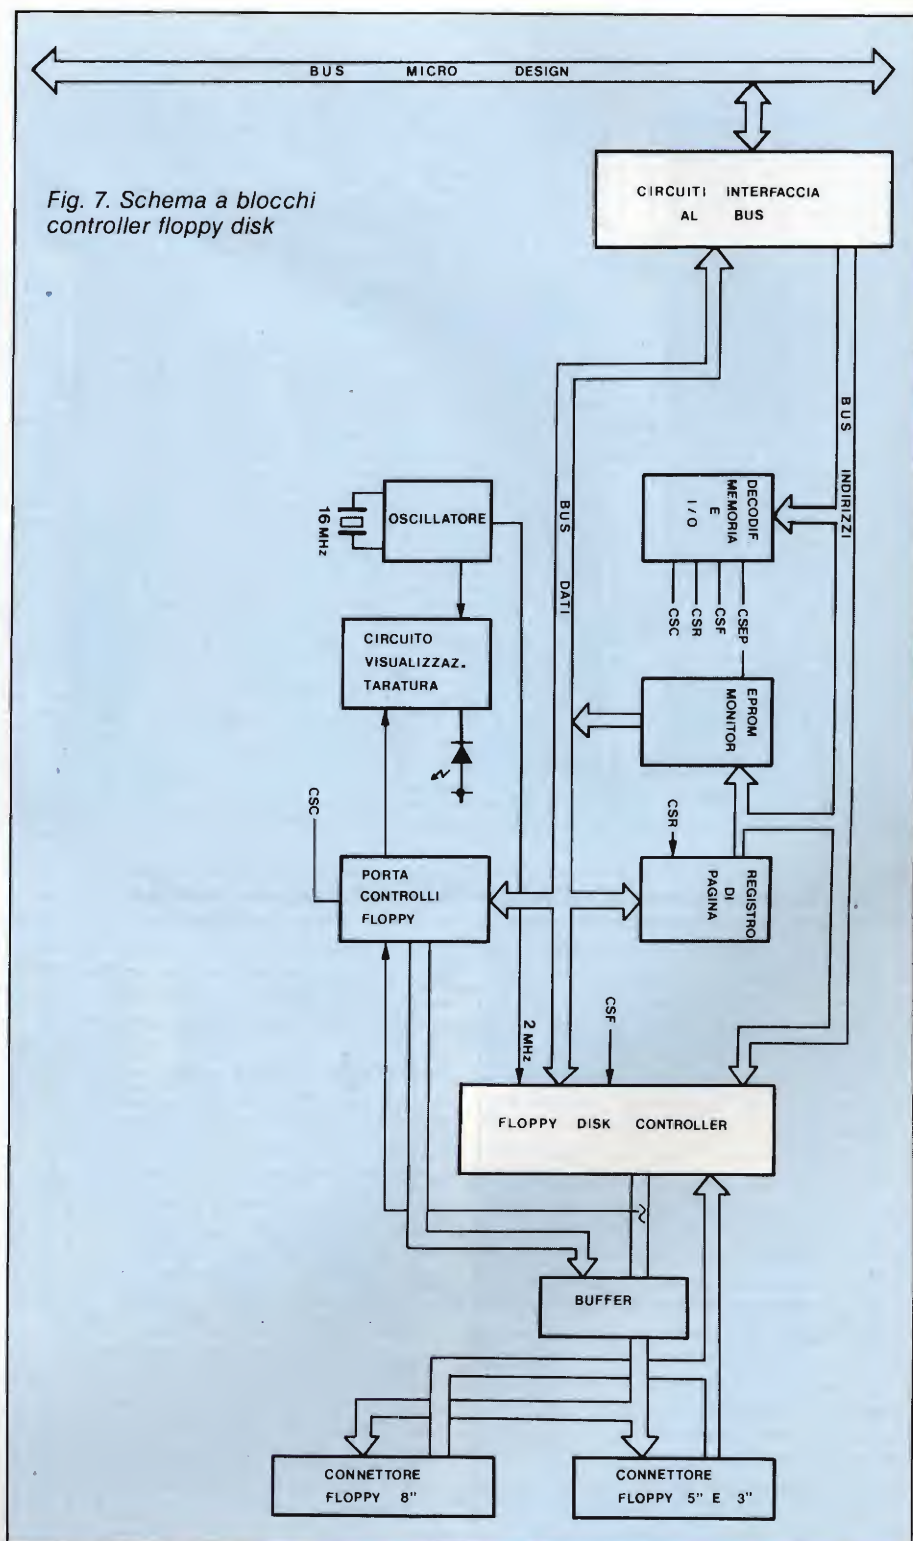 BUS MICRO DESIGN
CIRCUITI INTERFACCIA
AL BUS
Fig. 7. Schema a blocchi
controller floppy disk
BUS INDIRIZZI
DECODIF.
MEMORIA
E
I/O
CSC
CSR
CSF
CSEP
OSCILLATORE
16 MHz
BUS DATI
CIRCUITO
VISUALIZZAZ.
TARATURA
EPROM
MONITOR
CSC
CSR
PORTA
CONTROLLI
FLOPPY
REGISTRO
DI
PAGINA
2 MHz
CSF
FLOPPY DISK CONTROLLER
BUFFER
CONNETTORE
FLOPPY 8"
CONNETTORE
FLOPPY 5" E 3"